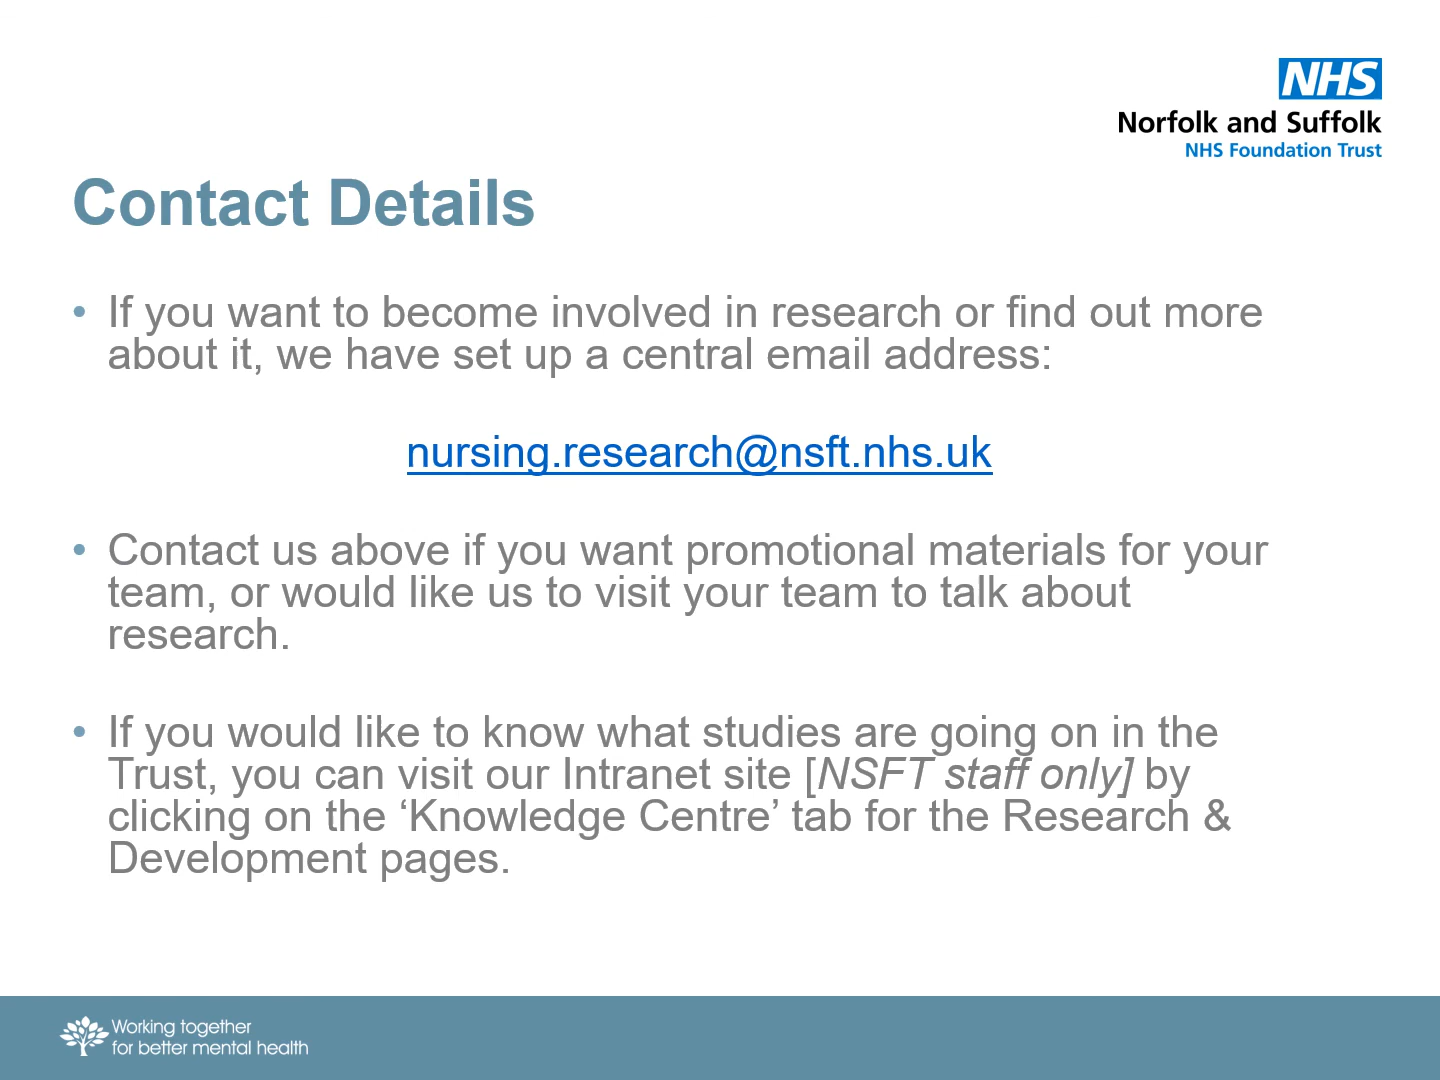 NHS
Norfolk and Suffolk
NHS Foundation Trust
Contact Details
• If you want to become involved in research or find out more
about it, we have set up a central email address:
nursing.research@nsft.nhs.uk
• Contact us above if you want promotional materials for your
team, or would like us to visit your team to talk about
research.
• If you would like to know what studies are going on in the
Trust, you can visit our Intranet site [NSFT staff only] by
clicking on the ‘Knowledge Centre’ tab for the Research &
Development pages.
Working together
for better mental health